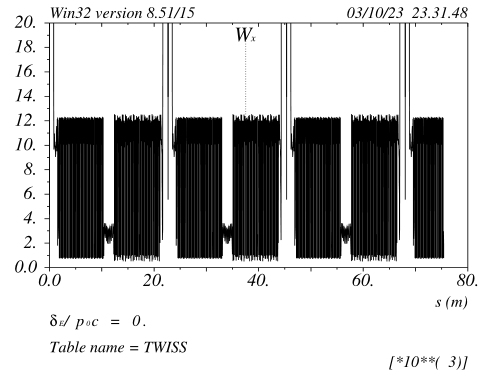 Win32 version 8.51/15 03/10/23 23.31.48
20.
Wx
18.
16.
14.
12.
10.
8.
6.
4.
2.
0.0
0.0 20. 40. 60. 80.
s (m)
δE/ p0c = 0.
Table name = TWISS
[*10**( 3)]